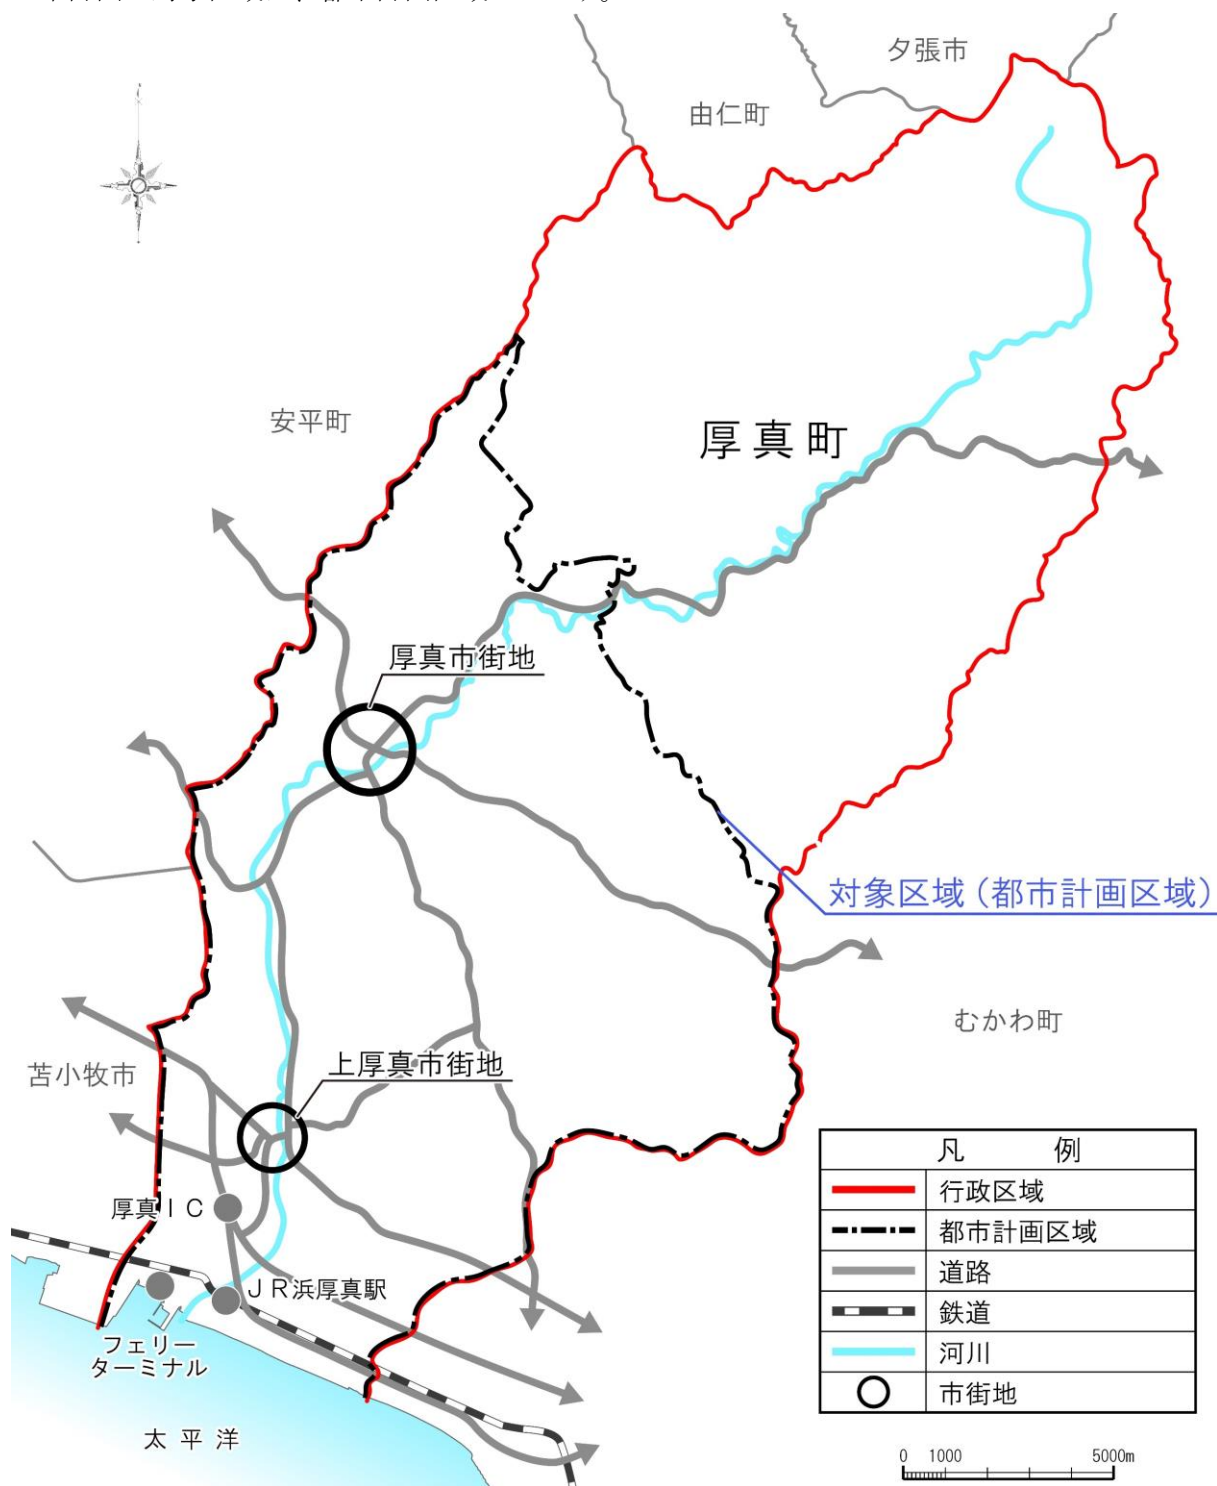 夕張市
由仁町
厚真町
安平町
厚真市街地
対象区域（都市計画区域）
むかわ町
上厚真市街地
苫小牧市
厚真ＩＣ
ＪＲ浜厚真駅
フェリー
ターミナル
太平洋
凡　例
行政区域
都市計画区域
道路
鉄道
河川
市街地
0 1000 5000m